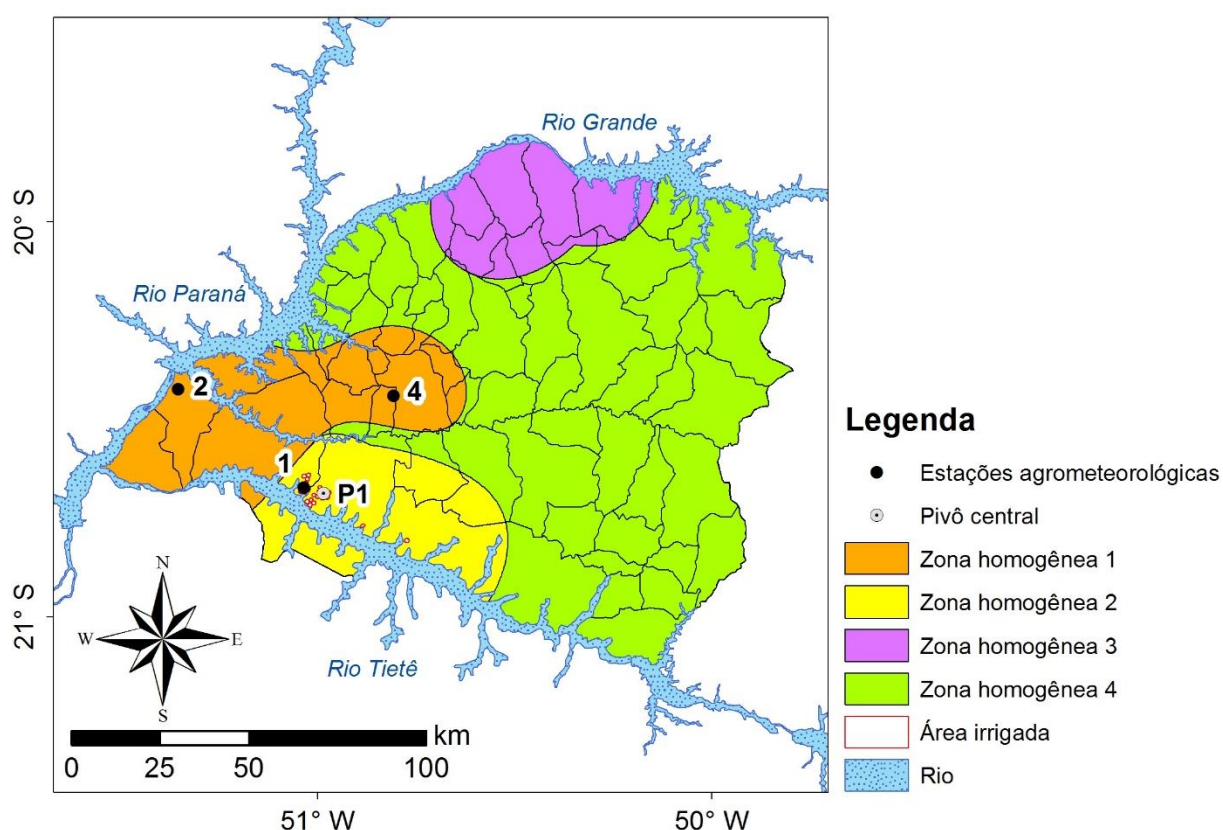 Rio Grande
20° S
Rio Paraná
2
4
1
P1
21° S
N
W
E
S
Rio Tietê
km
0
25
50
100
51° W
50° W
Legenda
Estações agrometeorológicas
Pivô central
Zona homogênea 1
Zona homogênea 2
Zona homogênea 3
Zona homogênea 4
Área irrigada
Rio